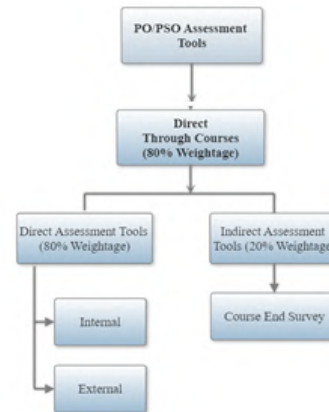 PO/PSO Assessment
Tools
Direct
Through Courses
(80% Weightage)
Direct Assessment Tools
(80% Weightage)
Indirect Assessment
Tools (20% Weightage
Internal
Course End Survey
External